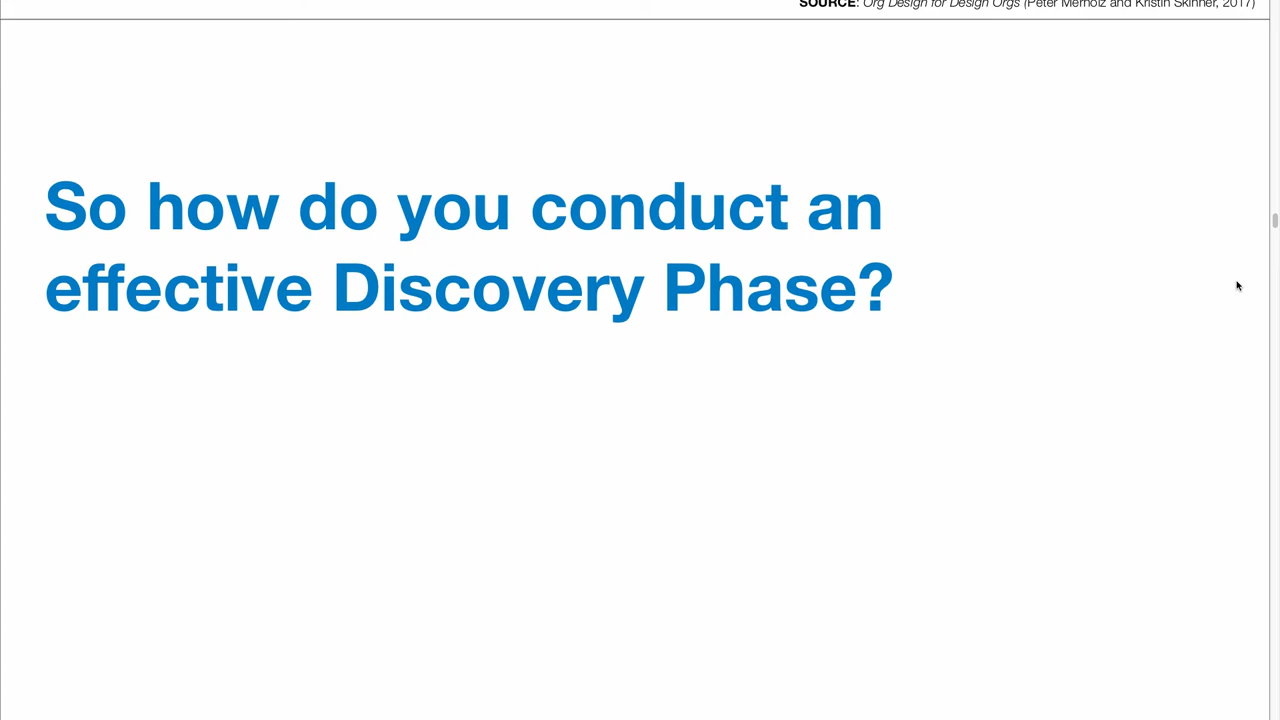 SOURCE: Org Design for Design Orgs (Peter Merholz and Kristin Skinner, 2017)
So how do you conduct an
effective Discovery Phase?